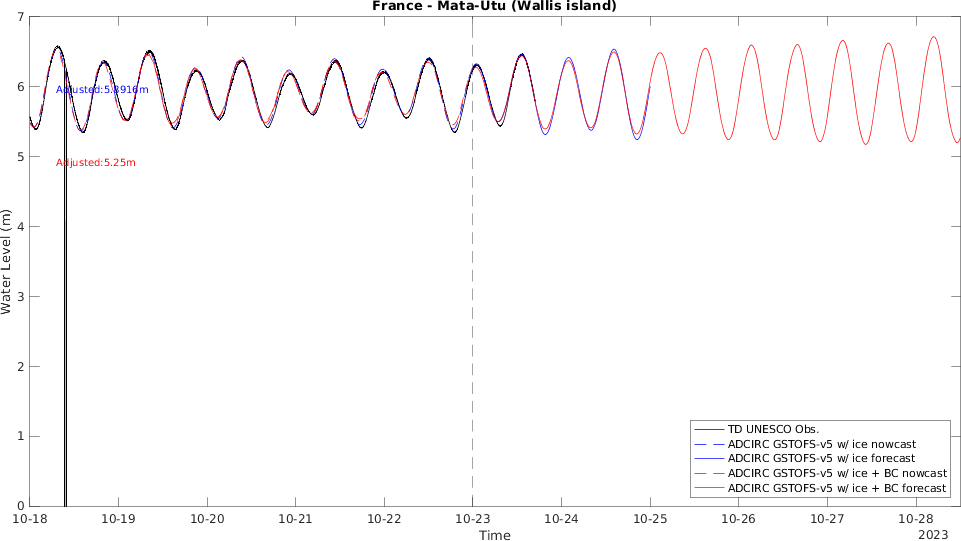 France - Mata-Utu (Wallis island)
7
6
5
4
3
2
1
0
Water Level (m)
Adjusted:5.8916m
Adjusted:5.25m
TD UNESCO Obs.
ADCIRC GSTOFS-v5 w/ ice nowcast
ADCIRC GSTOFS-v5 w/ ice forecast
ADCIRC GSTOFS-v5 w/ ice + BC nowcast
ADCIRC GSTOFS-v5 w/ ice + BC forecast
10-18 10-19 10-20 10-21 10-22 10-23 10-24 10-25 10-26 10-27 10-28
Time
2023